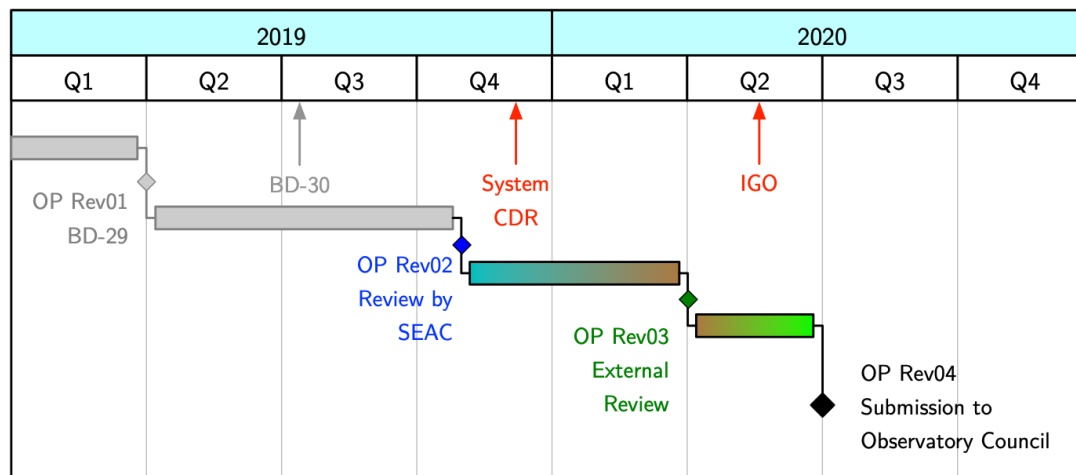 2019 2020
Q1 Q2 Q3 Q4 Q1 Q2 Q3 Q4
BD-30
System
CDR
IGO
OP Rev01
BD-29
OP Rev02
Review by
SEAC
OP Rev03
External
Review
OP Rev04
Submission to
Observatory Council